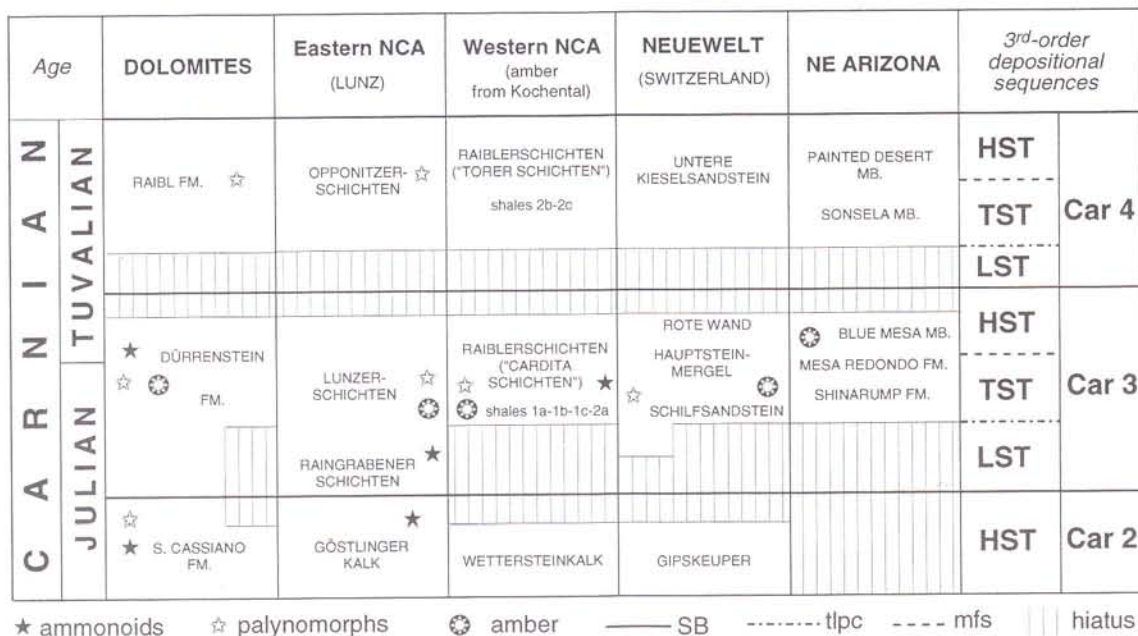 Age
DOLOMITES
Eastern NCA
(LUNZ)
Western NCA
(amber
from Kochental)
NEUEWELT
(SWITZERLAND)
NE ARIZONA
3rd-order
depositional
sequences
CARNIAN
TUVALIAN
RAIBL FM.
OPPONITZER-
SCHICHTEN
RAIBLERSCHICHTEN
("TORER SCHICHTEN")
shales 2b-2c
UNTERE
KIESELSANDSTEIN
PAINTED DESERT
MB.
SONSELA MB.
HST
TST
LST
Car 4
JULIAN
DÜRRENSTEIN
FM.
LUNZER-
SCHICHTEN
RAINGRABENER
SCHICHTEN
RAIBLERSCHICHTEN
("CARDITA
SCHICHTEN")
shales 1a-1b-1c-2a
ROTE WAND
HAUPTSTEIN-
MERGEL
SCHILFSANDSTEIN
BLUE MESA MB.
MESA REDONDO FM.
SHINARUMP FM.
HST
TST
LST
Car 3
S. CASSIANO
FM.
GÖSTLINGER
KALK
WETTERSTEINKALK
GIPSKEUPER
HST
Car 2
ammonoids palynomorphs amber SB tlpc mfs hiatus